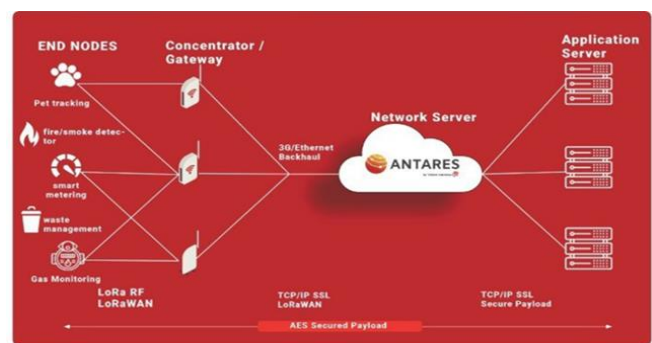 END NODES
Concentrator /
Gateway
Application
Server
Pet tracking
Network Server
fire/smoke detec-
tor
3G/Ethernet
Backhaul
ANTARES
smart
metering
waste
management
Gas Monitoring
LoRa RF
LoRaWAN
TCP/IP SSL
LoRaWAN
TCP/IP SSL
Secure Payload
AES Secured Payload